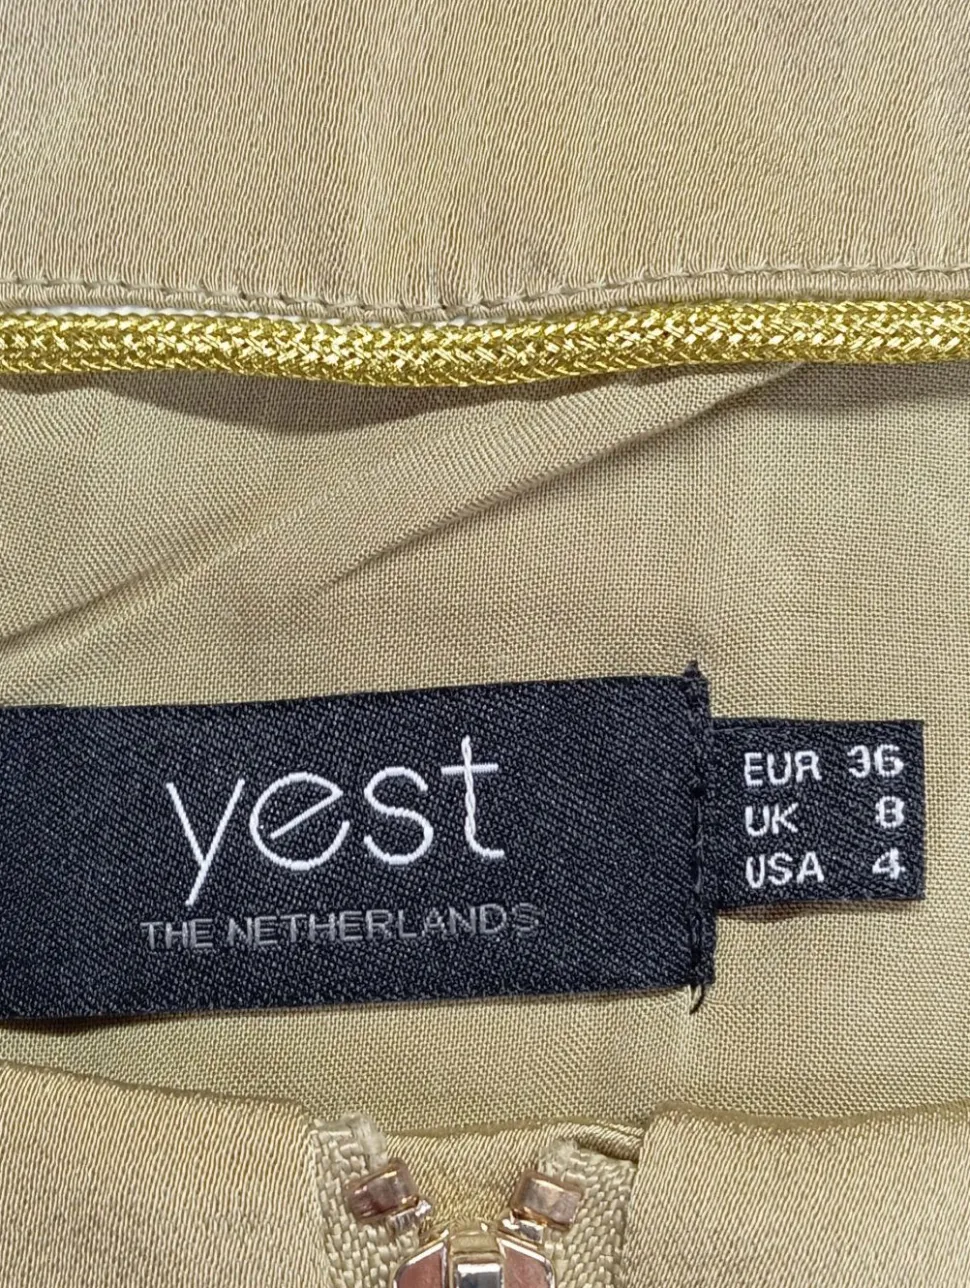 yest
THE NETHERLANDS
EUR 36
UK 8
USA 4